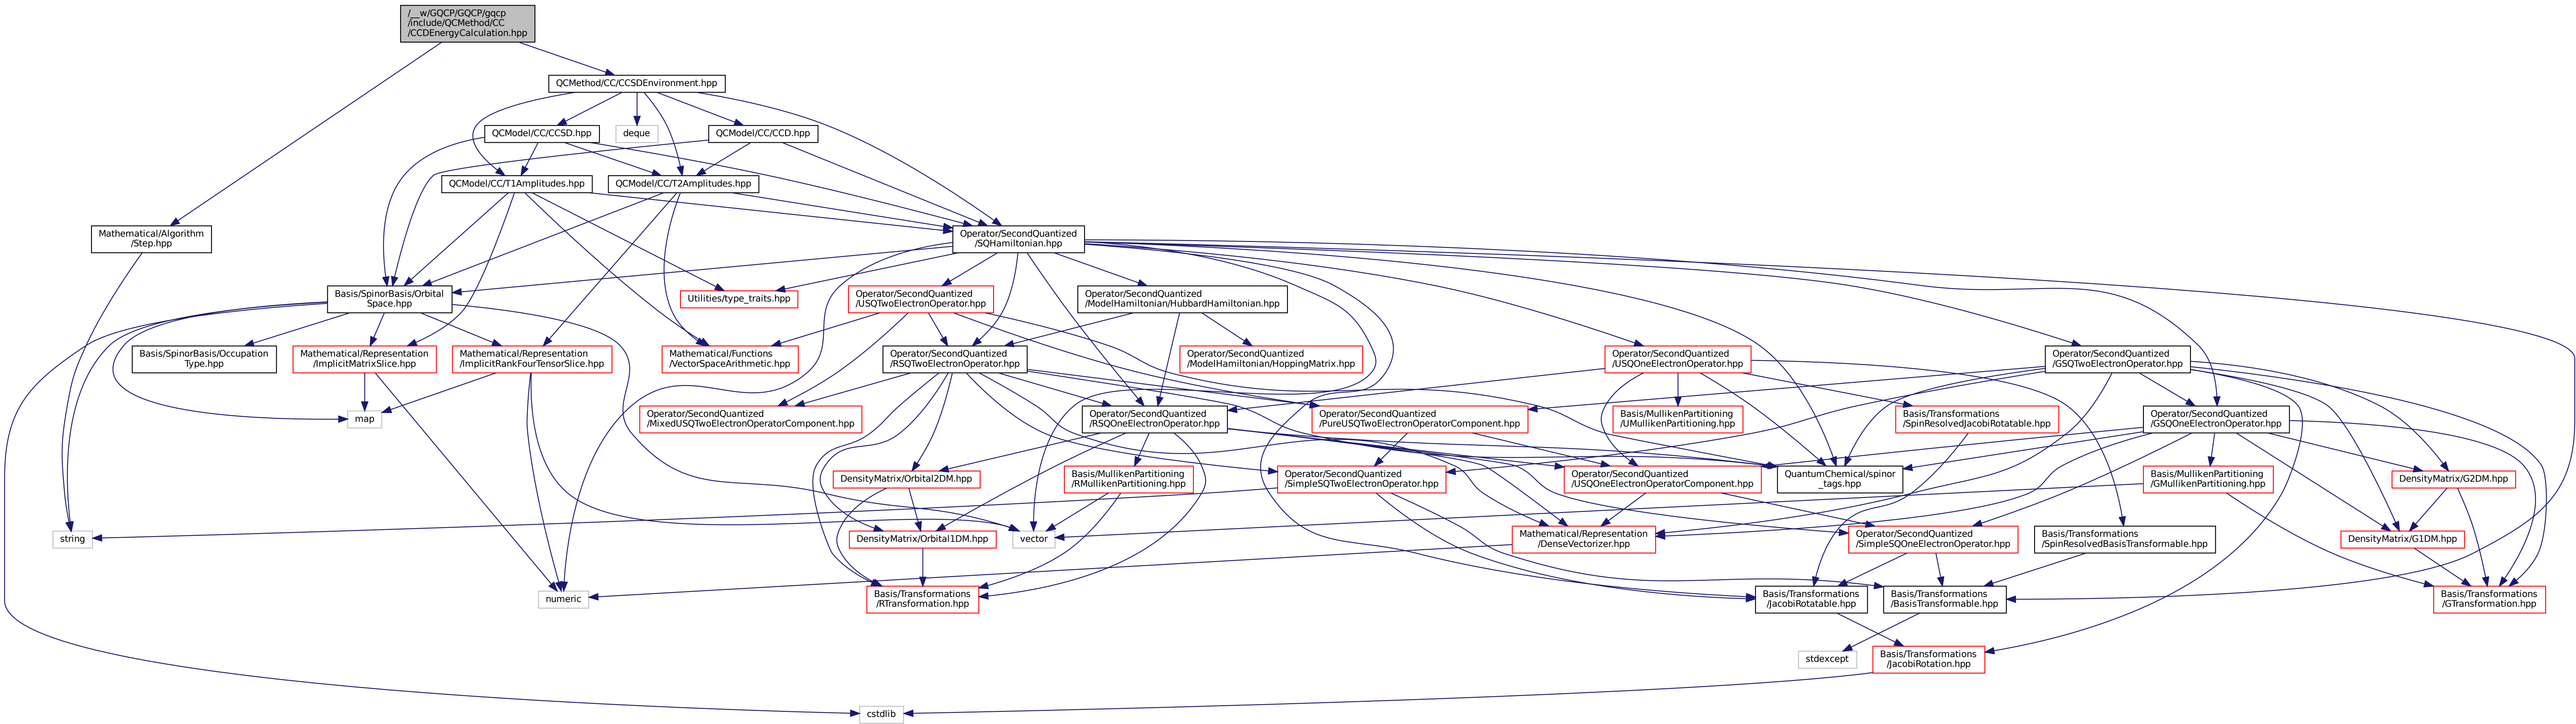 /__w/GQCP/GQCP/gqcp
/include/QCMethod/CC
/CCDEnergyCalculation.hpp
QCMethod/CC/CCSDEnvironment.hpp
QCModel/CC/CCSD.hpp
deque
QCModel/CC/CCD.hpp
QCModel/CC/T1Amplitudes.hpp
QCModel/CC/T2Amplitudes.hpp
Mathematical/Algorithm
/Step.hpp
Operator/SecondQuantized
/SQHamiltonian.hpp
Basis/SpinorBasis/Orbital
Space.hpp
Utilities/type_traits.hpp
Operator/SecondQuantized
/USQTwoElectronOperator.hpp
Operator/SecondQuantized
/ModelHamiltonian/HubbardHamiltonian.hpp
Basis/SpinorBasis/Occupation
Type.hpp
Mathematical/Representation
/ImplicitMatrixSlice.hpp
Mathematical/Representation
/ImplicitRankFourTensorSlice.hpp
Mathematical/Functions
/VectorSpaceArithmetic.hpp
Operator/SecondQuantized
/RSQTwoElectronOperator.hpp
Operator/SecondQuantized
/ModelHamiltonian/HoppingMatrix.hpp
Operator/SecondQuantized
/USQOneElectronOperator.hpp
Operator/SecondQuantized
/GSQTwoElectronOperator.hpp
map
Operator/SecondQuantized
/MixedUSQTwoElectronOperatorComponent.hpp
Operator/SecondQuantized
/RSQOneElectronOperator.hpp
Operator/SecondQuantized
/PureUSQTwoElectronOperatorComponent.hpp
Basis/MullikenPartitioning
/UMullikenPartitioning.hpp
Basis/Transformations
/SpinResolvedJacobiRotatable.hpp
Operator/SecondQuantized
/GSQOneElectronOperator.hpp
DensityMatrix/Orbital2DM.hpp
Basis/MullikenPartitioning
/RMullikenPartitioning.hpp
Operator/SecondQuantized
/SimpleSQTwoElectronOperator.hpp
Operator/SecondQuantized
/USQOneElectronOperatorComponent.hpp
QuantumChemical/spinor
_tags.hpp
Basis/MullikenPartitioning
/GMullikenPartitioning.hpp
DensityMatrix/G2DM.hpp
string
DensityMatrix/Orbital1DM.hpp
vector
Mathematical/Representation
/DenseVectorizer.hpp
Operator/SecondQuantized
/SimpleSQOneElectronOperator.hpp
Basis/Transformations
/SpinResolvedBasisTransformable.hpp
DensityMatrix/G1DM.hpp
numeric
Basis/Transformations
/RTransformation.hpp
Basis/Transformations
/JacobiRotatable.hpp
Basis/Transformations
/BasisTransformable.hpp
Basis/Transformations
/GTransformation.hpp
stdexcept
Basis/Transformations
/JacobiRotation.hpp
cstdlib